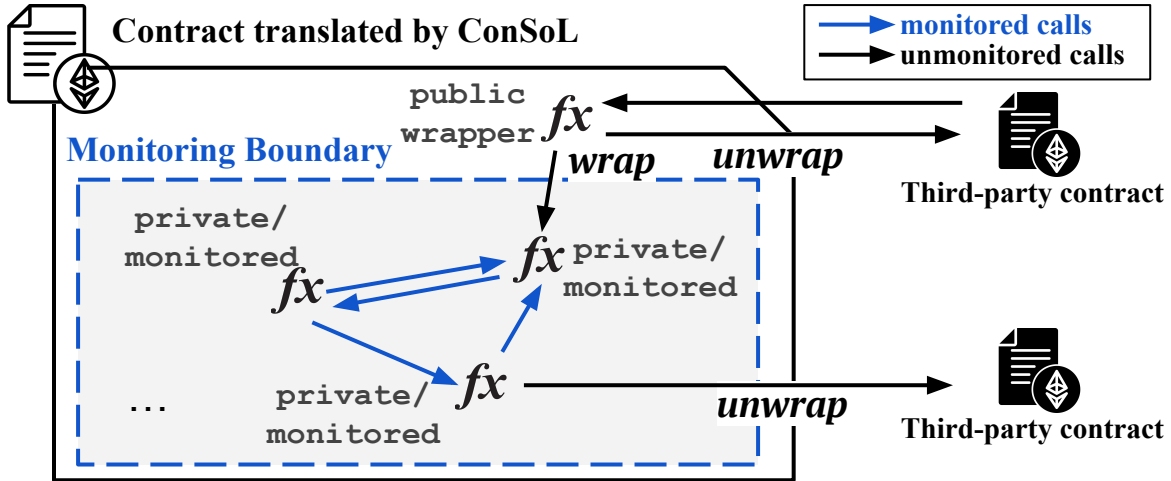 Contract translated by ConSoL
monitored calls
unmonitored calls
public
wrapper
fx
Monitoring Boundary
wrap
unwrap
Third-party contract
private/
monitored
fx
fx
private/
monitored
private/
monitored
fx
...
unwrap
Third-party contract